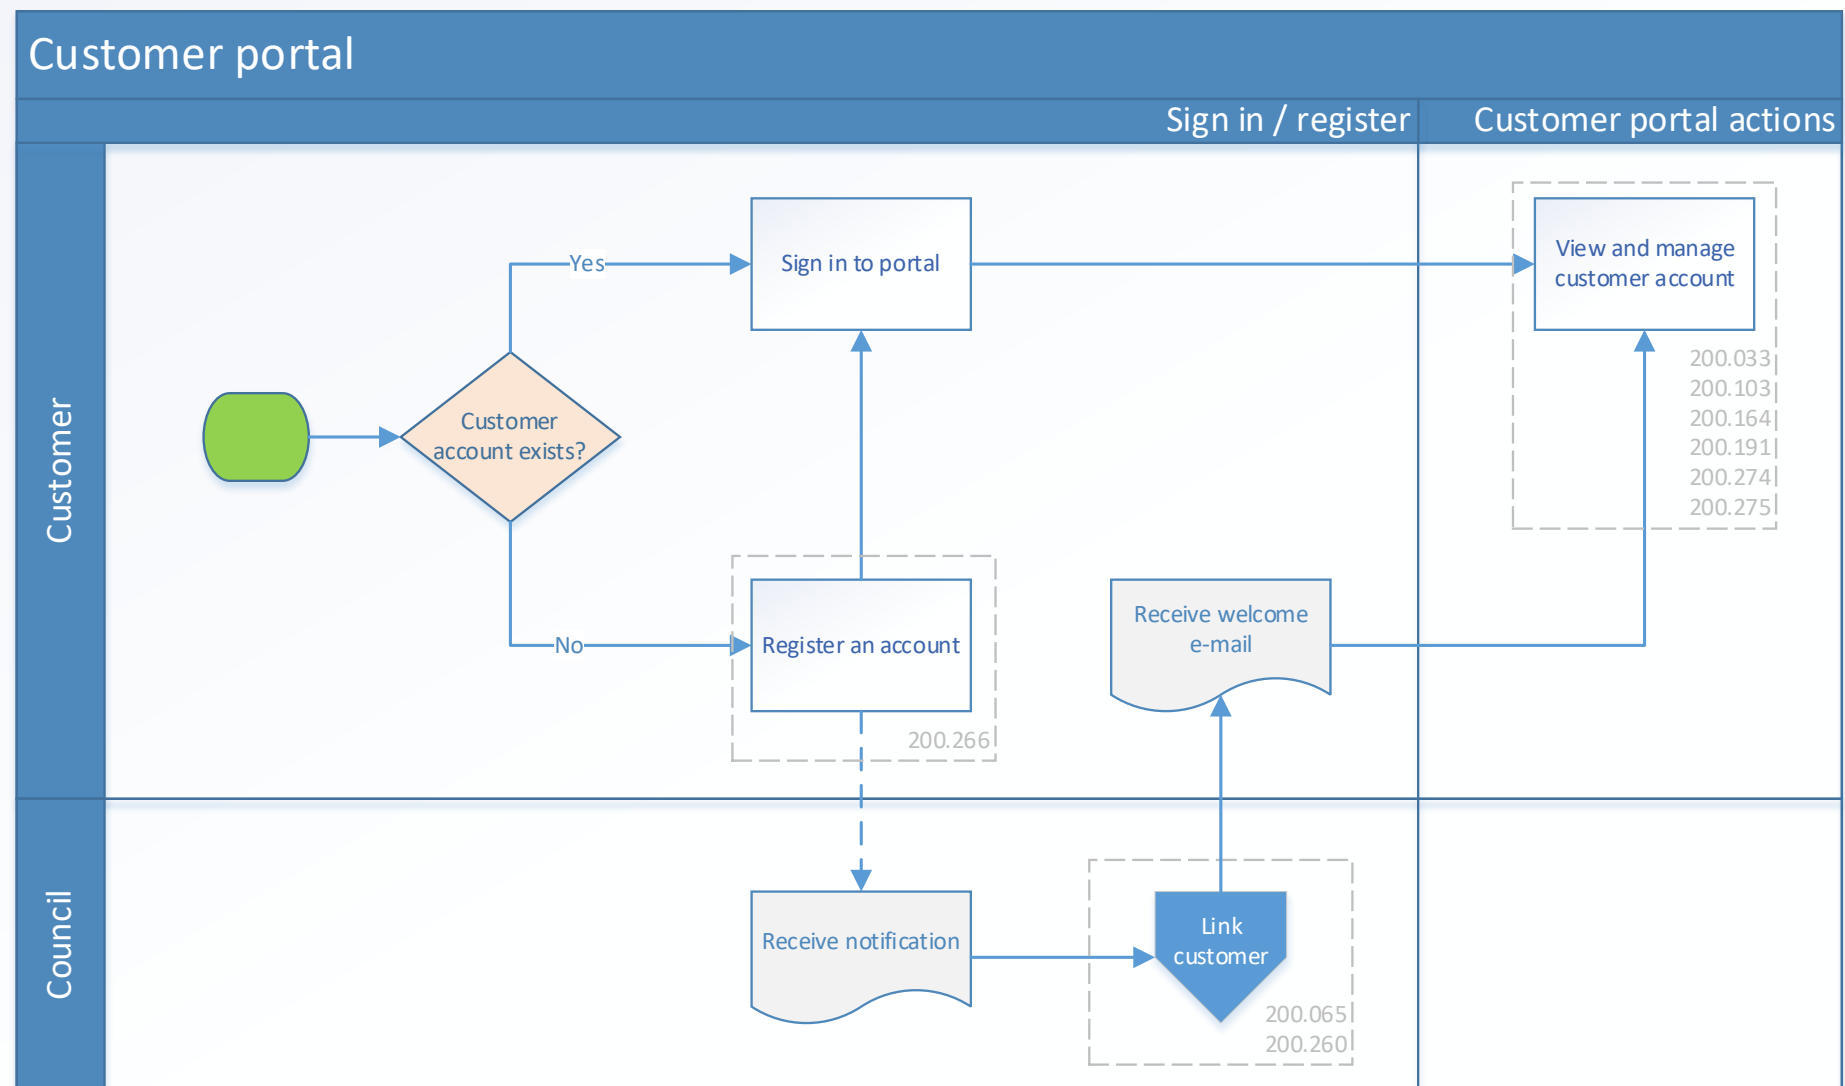 Customer portal
Sign in / register
Customer portal actions
Customer
Yes
Sign in to portal
View and manage
customer account
200.033
200.103
200.164
200.191
200.274
200.275
Customer
account exists?
No
Register an account
200.266
Receive welcome
e-mail
Council
Receive notification
Link
customer
200.065
200.260